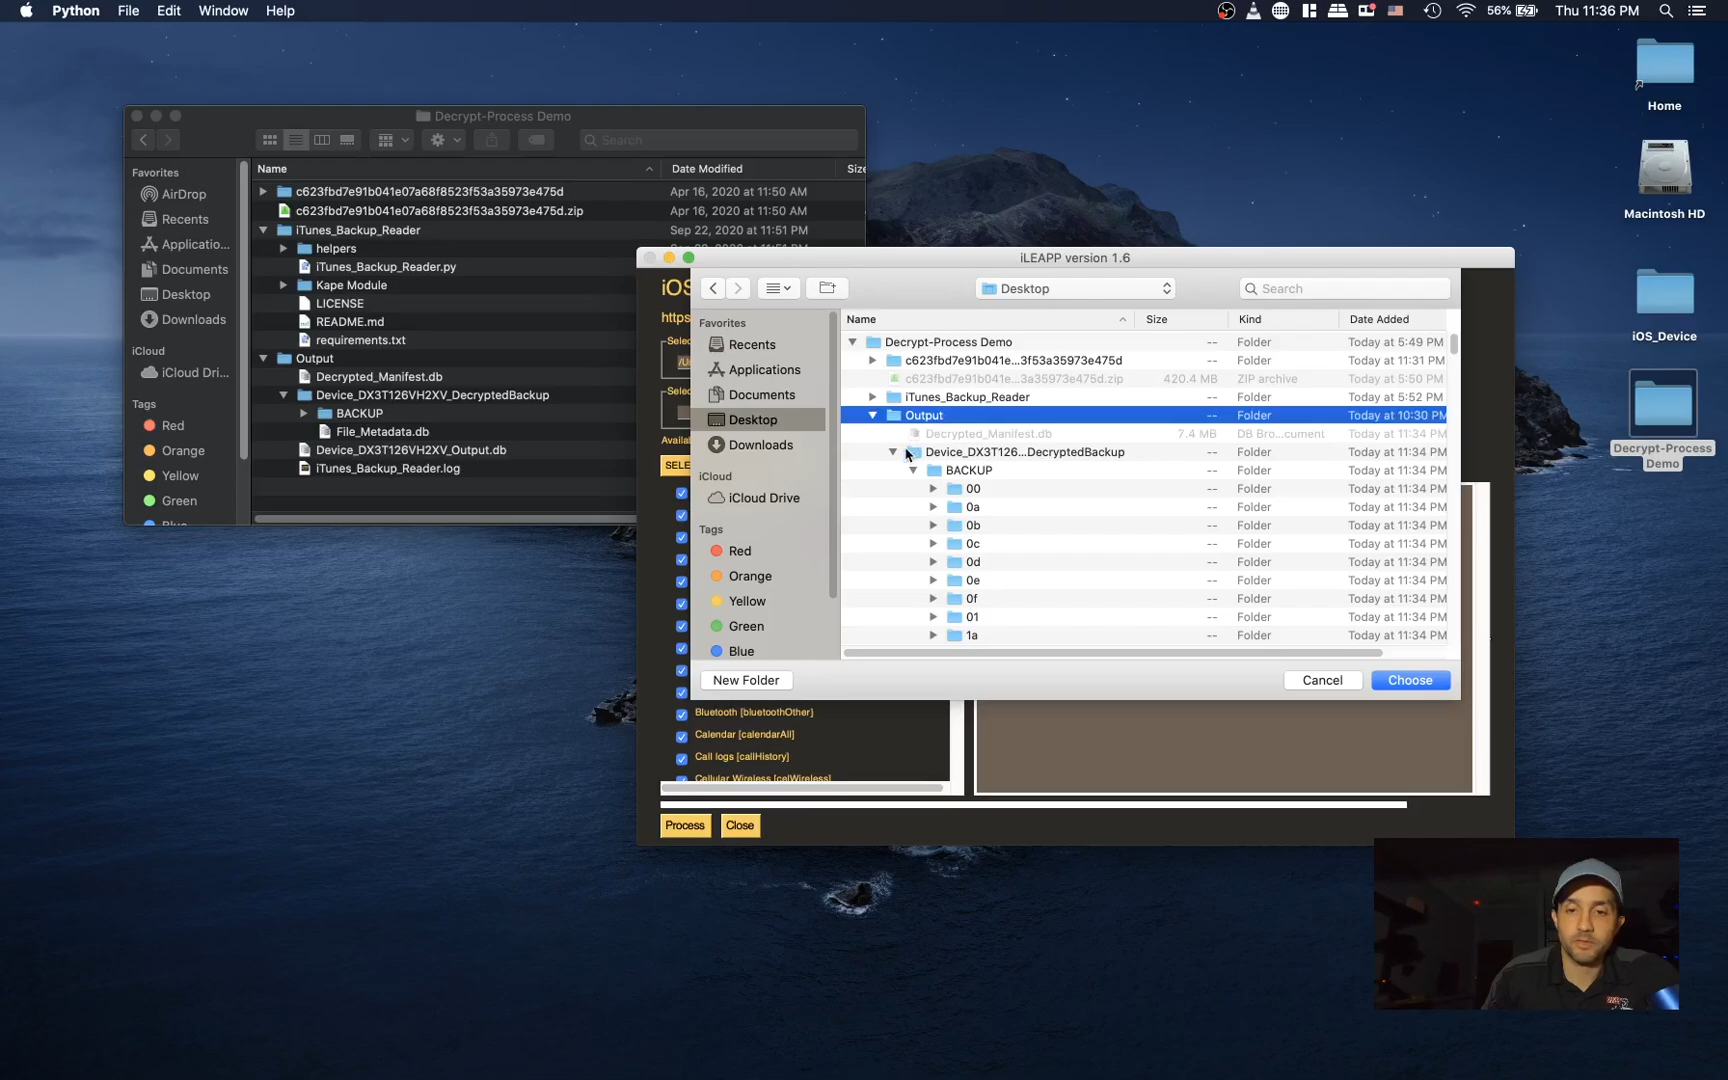 Python File Edit Window Help
56% Thu 11:36 PM
Home
Macintosh HD
iOS_Device
Decrypt-Process
Demo
Decrypt-Process Demo
Search
Favorites
AirDrop
Recents
Applicatio...
Documents
Desktop
Downloads
iCloud
iCloud Dri...
Tags
Red
Orange
Yellow
Green
Name Date Modified Size
c623fbd7e91b041e07a68f8523f53a35973e475d Apr 16, 2020 at 11:50 AM
c623fbd7e91b041e07a68f8523f53a35973e475d.zip Apr 16, 2020 at 11:50 AM
iTunes_Backup_Reader Sep 22, 2020 at 11:51 PM
helpers
iTunes_Backup_Reader.py
Kape Module
LICENSE
README.md
requirements.txt
Output
Decrypted_Manifest.db
Device_DX3T126VH2XV_DecryptedBackup
BACKUP
File_Metadata.db
Device_DX3T126VH2XV_Output.db
iTunes_Backup_Reader.log
iLEAPP version 1.6
iOS
https
Selec
/U
Selec
Availa
SELE
Desktop
Search
Favorites
Recents
Applications
Documents
Desktop
Downloads
iCloud
iCloud Drive
Tags
Red
Orange
Yellow
Green
Blue
Name Size Kind Date Added
Decrypt-Process Demo -- Folder Today at 5:49 PM
c623fbd7e91b041e...3f53a35973e475d -- Folder Today at 11:31 PM
c623fbd7e91b041e...3a35973e475d.zip 420.4 MB ZIP archive Today at 5:50 PM
iTunes_Backup_Reader -- Folder Today at 5:52 PM
Output -- Folder Today at 10:30 PM
Decrypted_Manifest.db 7.4 MB DB Bro...cument Today at 11:34 PM
Device_DX3T126...DecryptedBackup -- Folder Today at 11:34 PM
BACKUP -- Folder Today at 11:34 PM
00 -- Folder Today at 11:34 PM
0a -- Folder Today at 11:34 PM
0b -- Folder Today at 11:34 PM
0c -- Folder Today at 11:34 PM
0d -- Folder Today at 11:34 PM
0e -- Folder Today at 11:34 PM
0f -- Folder Today at 11:34 PM
01 -- Folder Today at 11:34 PM
1a -- Folder Today at 11:34 PM
New Folder Cancel Choose
Bluetooth [bluetoothOther]
Calendar [calendarAll]
Call logs [callHistory]
Cellular Wireless [celWireless]
Process Close